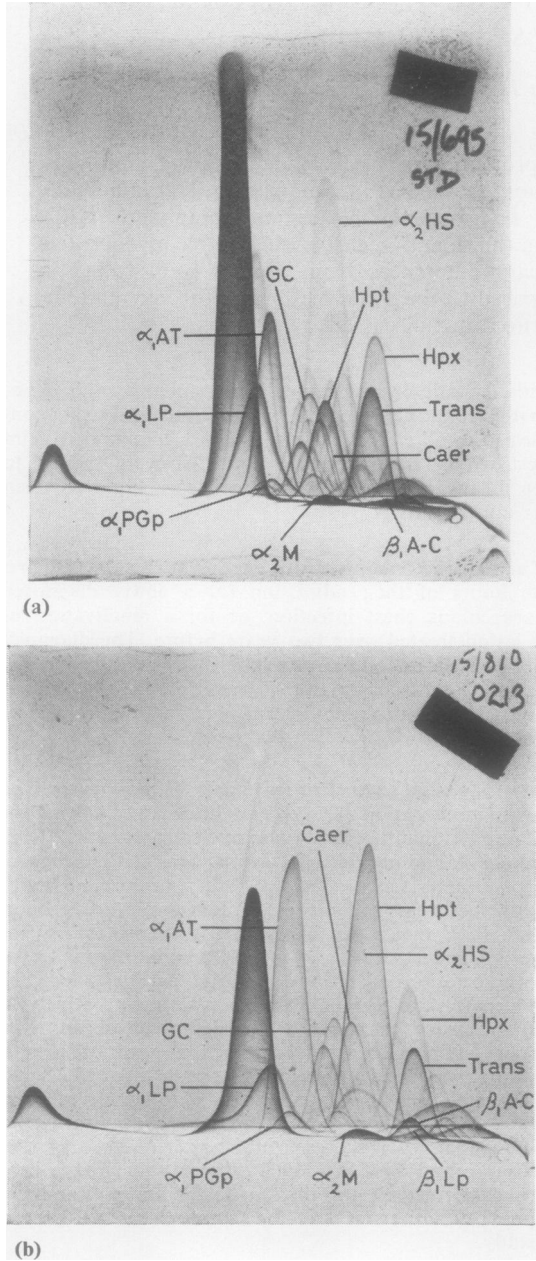 15/695
STD
α₂HS
GC
Hpt
α₁AT
Hpx
α₁LP
Trans
Caer
α₁PGp
α₂M
β₁A-C
(a)
15/810
0213
Caer
α₁AT
Hpt
α₂HS
GC
Hpx
α₁LP
Trans
β₁A-C
α₁PGp
α₂M
β₁Lp
(b)